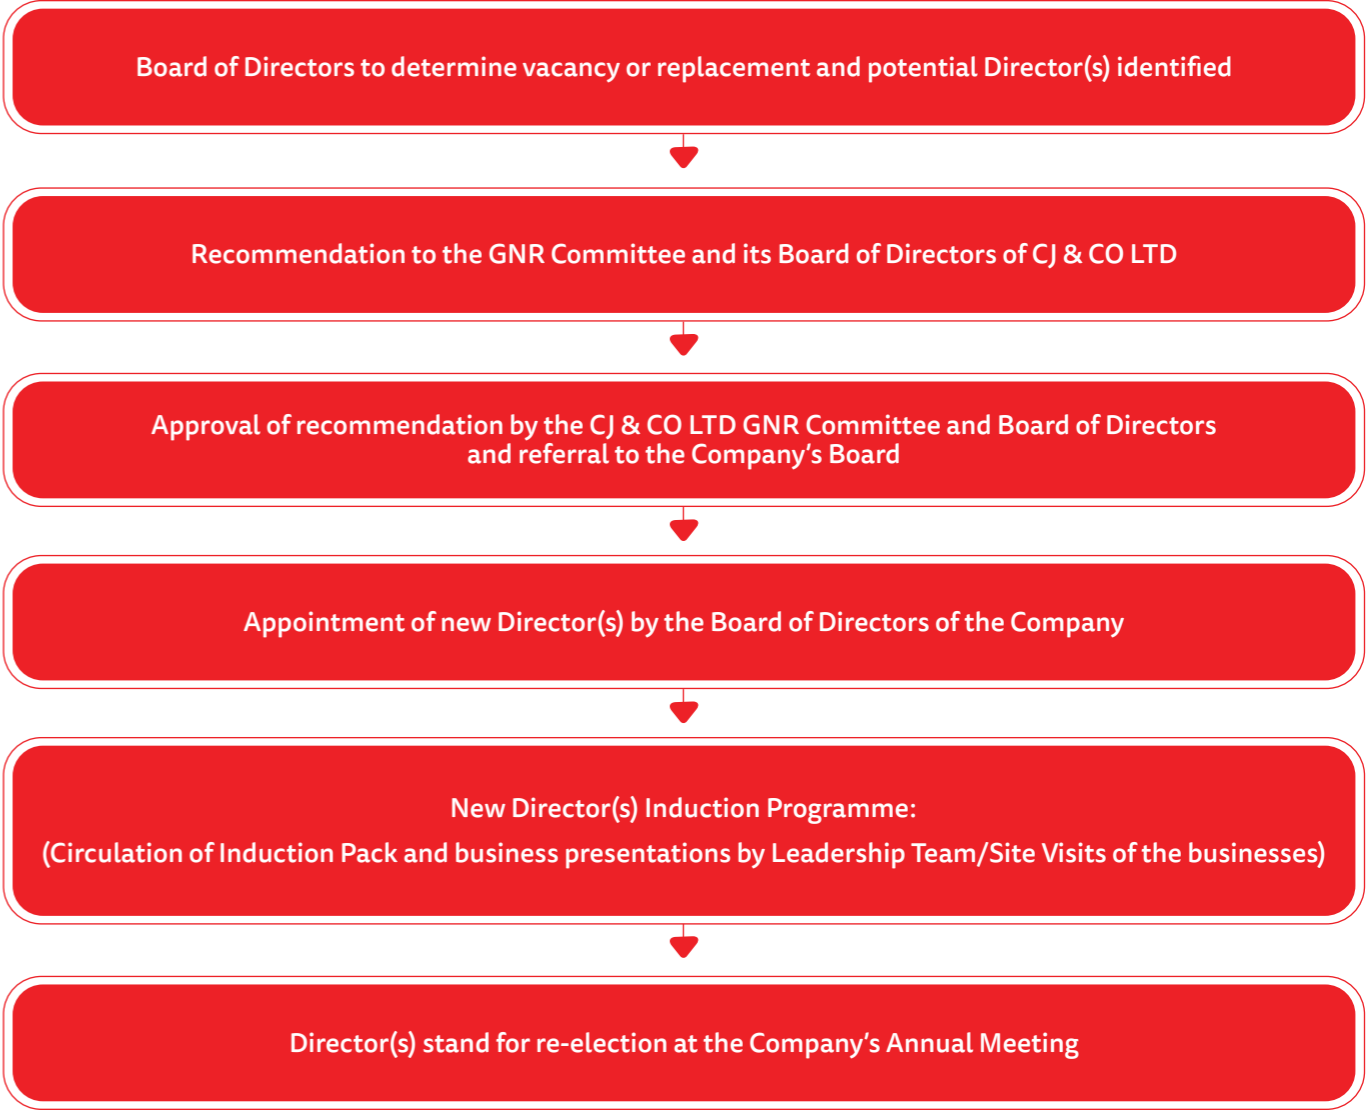 Board of Directors to determine vacancy or replacement and potential Director(s) identified
Recommendation to the GNR Committee and its Board of Directors of CJ & CO LTD
Approval of recommendation by the CJ & CO LTD GNR Committee and Board of Directors
and referral to the Company's Board
Appointment of new Director(s) by the Board of Directors of the Company
New Director(s) Induction Programme:
(Circulation of Induction Pack and business presentations by Leadership Team/Site Visits of the businesses)
Director(s) stand for re-election at the Company's Annual Meeting